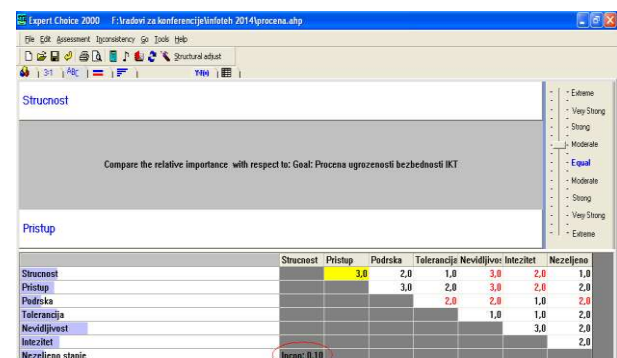 Expert Choice 2000 F:\radovi za konferencije\infoteh 2014\procena.ahp
File Edit Assessment Inconsistency Go Tools Help
Structural adjust
3:1 ABC Y=f(x)
Strucnost
Extreme
Very Strong
Strong
Moderate
Equal
Moderate
Strong
Very Strong
Extreme
Compare the relative importance with respect to: Goal: Procena ugrozenosti bezbednosti IKT
Pristup
Strucnost Pristup Podrska Tolerancija Nevidljivos Intezitet Nezeljeno
Strucnost 3,0 2,0 1,0 3,0 2,0 1,0
Pristup 3,0 2,0 3,0 2,0 2,0
Podrska 2,0 2,0 1,0 2,0
Tolerancija 1,0 1,0 2,0
Nevidljivost 3,0 2,0
Intezitet 2,0
Nezeljeno stanje Incon: 0,10